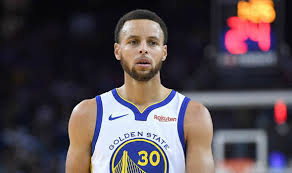 Rakuten
GOLDEN STATE
30
24